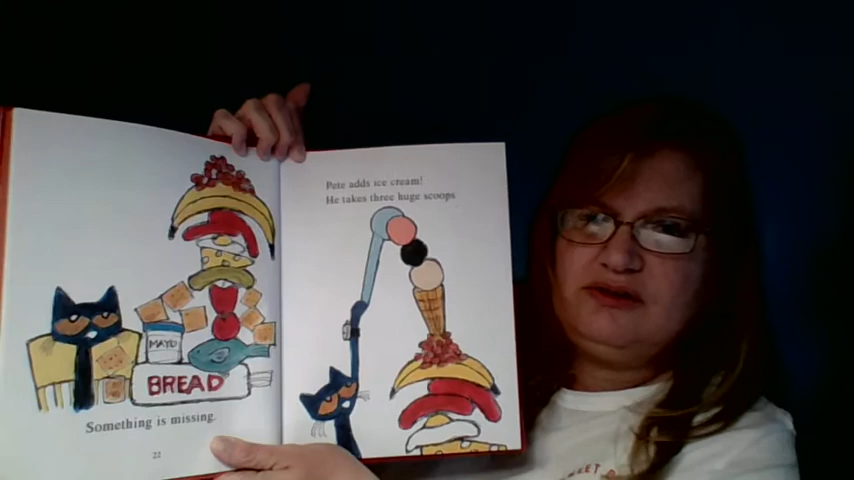 MAYO
BREAD
Something is missing.
22
Pete adds ice cream!
He takes three huge scoops